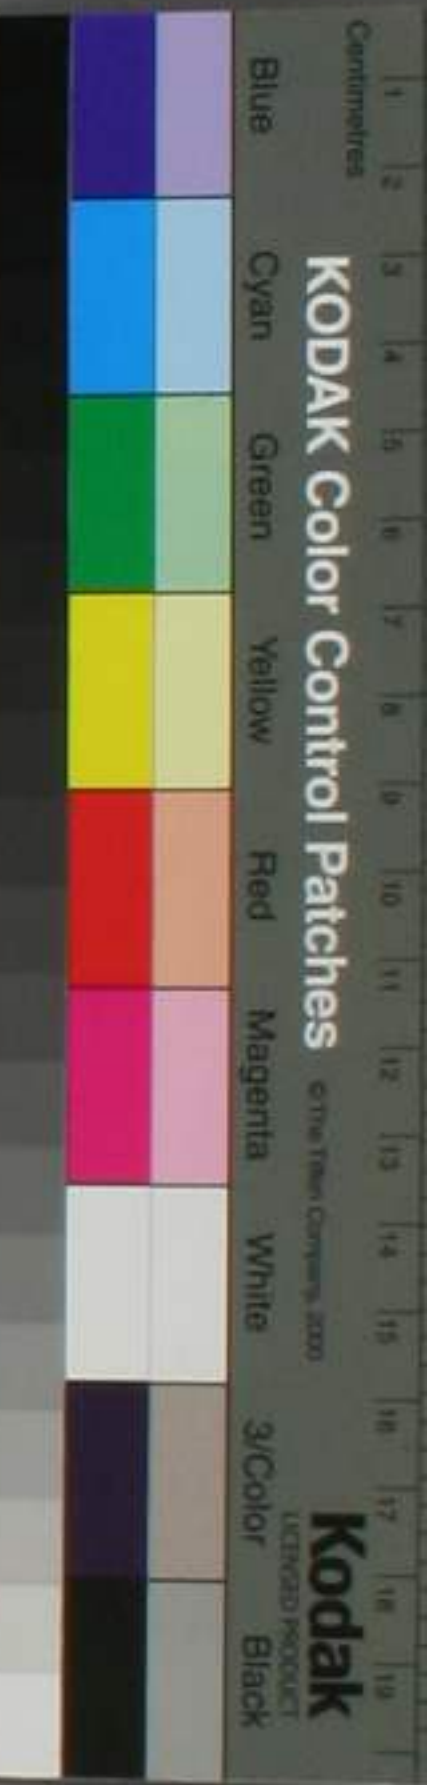 Centimetres
1 2 3 4 5 6 7 8 9 10 11 12 13 14 15 16 17 18 19
KODAK Color Control Patches © The Tiffen Company, 2000
Kodak
LICENSED PRODUCT
Blue Cyan Green Yellow Red Magenta White 3/Color Black